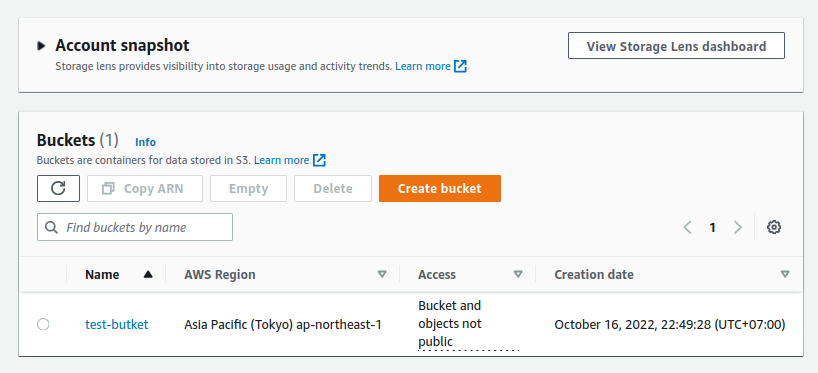 Account snapshot
View Storage Lens dashboard
Storage lens provides visibility into storage usage and activity trends. Learn more
Buckets (1) Info
Buckets are containers for data stored in S3. Learn more
Copy ARN Empty Delete Create bucket
Find buckets by name
1
Name AWS Region Access Creation date
test-butket Asia Pacific (Tokyo) ap-northeast-1 Bucket and
objects not
public
October 16, 2022, 22:49:28 (UTC+07:00)